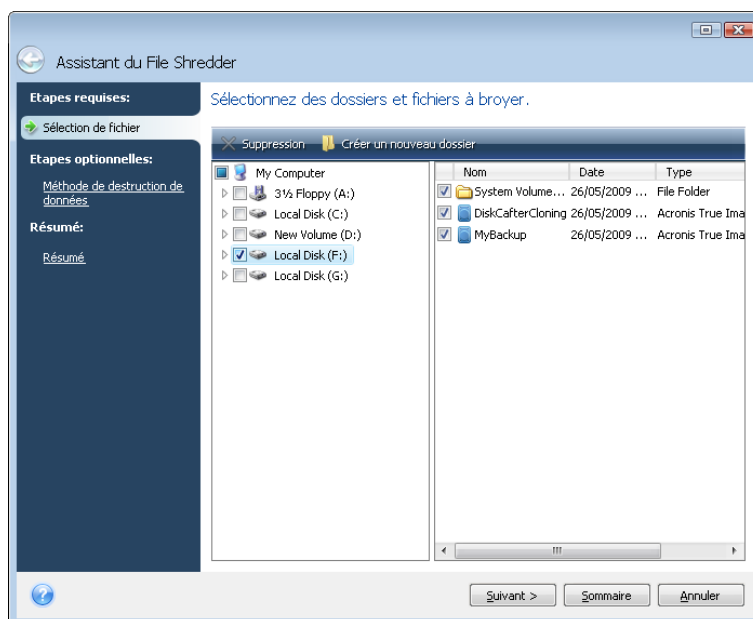 Assistant du File Shredder
Etapes requises:
Sélection de fichier
Etapes optionnelles:
Méthode de destruction de
données
Résumé:
Résumé
Sélectionnez des dossiers et fichiers à broyer.
Suppression Créer un nouveau dossier
My Computer
3½ Floppy (A:)
Local Disk (C:)
New Volume (D:)
Local Disk (F:)
Local Disk (G:)
Nom Date Type
System Volume... 26/05/2009 ... File Folder
DiskCafterCloning 26/05/2009 ... Acronis True Ima
MyBackup 26/05/2009 ... Acronis True Ima
Suivant > Sommaire Annuler